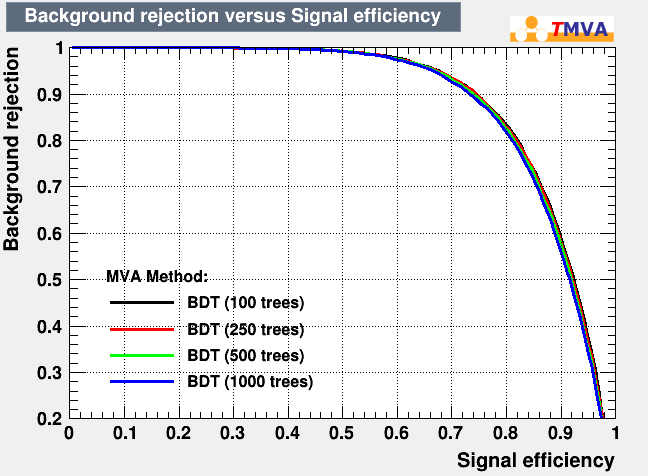 Background rejection versus Signal efficiency
TMVA
Background rejection
1
0.9
0.8
0.7
0.6
0.5
0.4
0.3
0.2
MVA Method:
BDT (100 trees)
BDT (250 trees)
BDT (500 trees)
BDT (1000 trees)
0 0.1 0.2 0.3 0.4 0.5 0.6 0.7 0.8 0.9 1
Signal efficiency